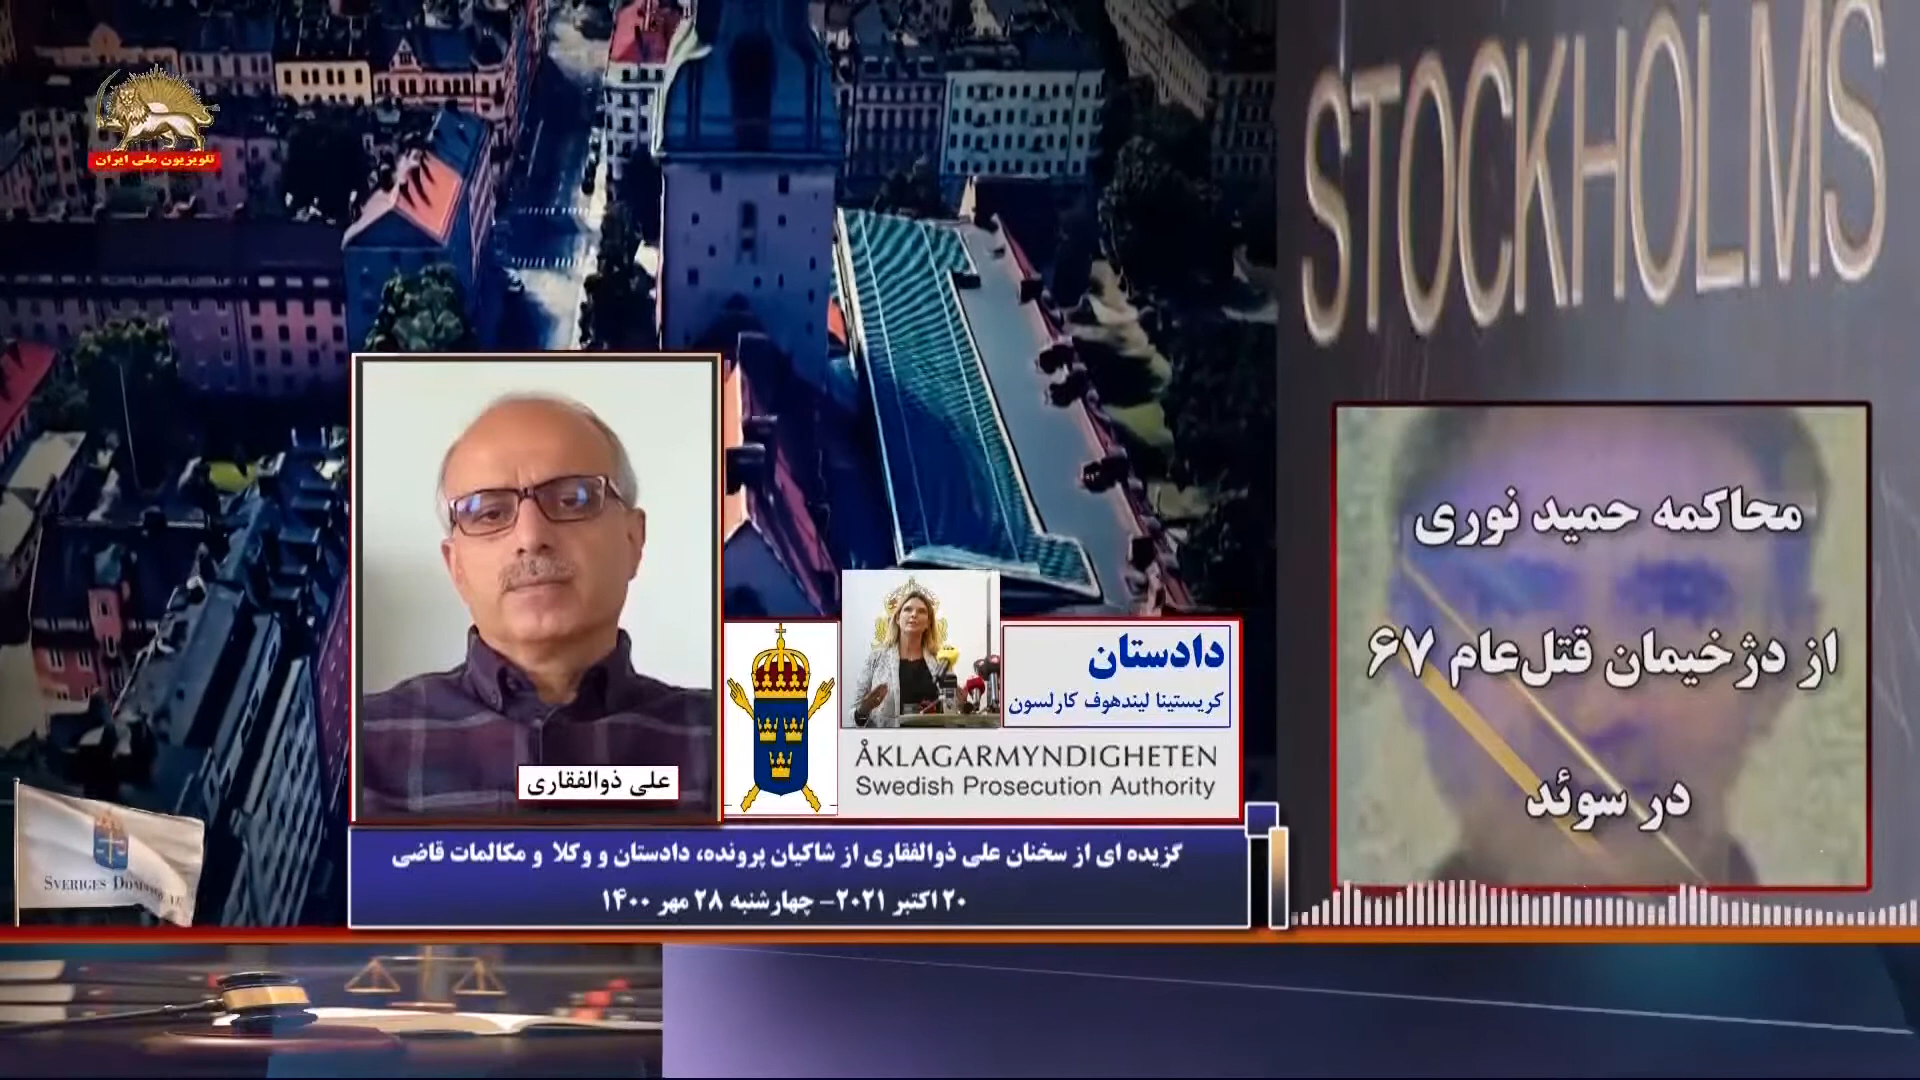 تلویزیون ملی ایران
STOCKHOLMS
محاکمه حمید نوری
از دژخیمان قتل‌عام ۶۷
در سوئد
دادستان
کریستینا لیندهوف کارلسون
ÅKLAGARMYNDIGHETEN
Swedish Prosecution Authority
علی ذوالفقاری
گزیده ای از سخنان علی ذوالفقاری از شاکیان پرونده، دادستان و وکلا و مکالمات قاضی
۲۰ اکتبر ۲۰۲۱– چهارشنبه ۲۸ مهر ۱۴۰۰
SVERIGES